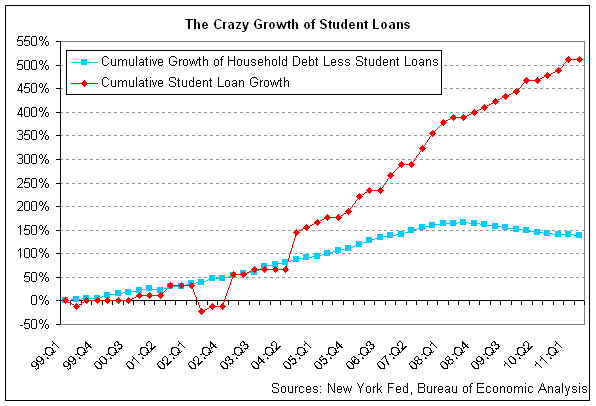 The Crazy Growth of Student Loans
550%
500%
450%
400%
350%
300%
250%
200%
150%
100%
50%
0%
-50%
Cumulative Growth of Household Debt Less Student Loans
Cumulative Student Loan Growth
99:Q1
99:Q4
00:Q3
01:Q2
02:Q1
02:Q4
03:Q3
04:Q2
05:Q1
05:Q4
06:Q3
07:Q2
08:Q1
08:Q4
09:Q3
10:Q2
11:Q1
Sources: New York Fed, Bureau of Economic Analysis